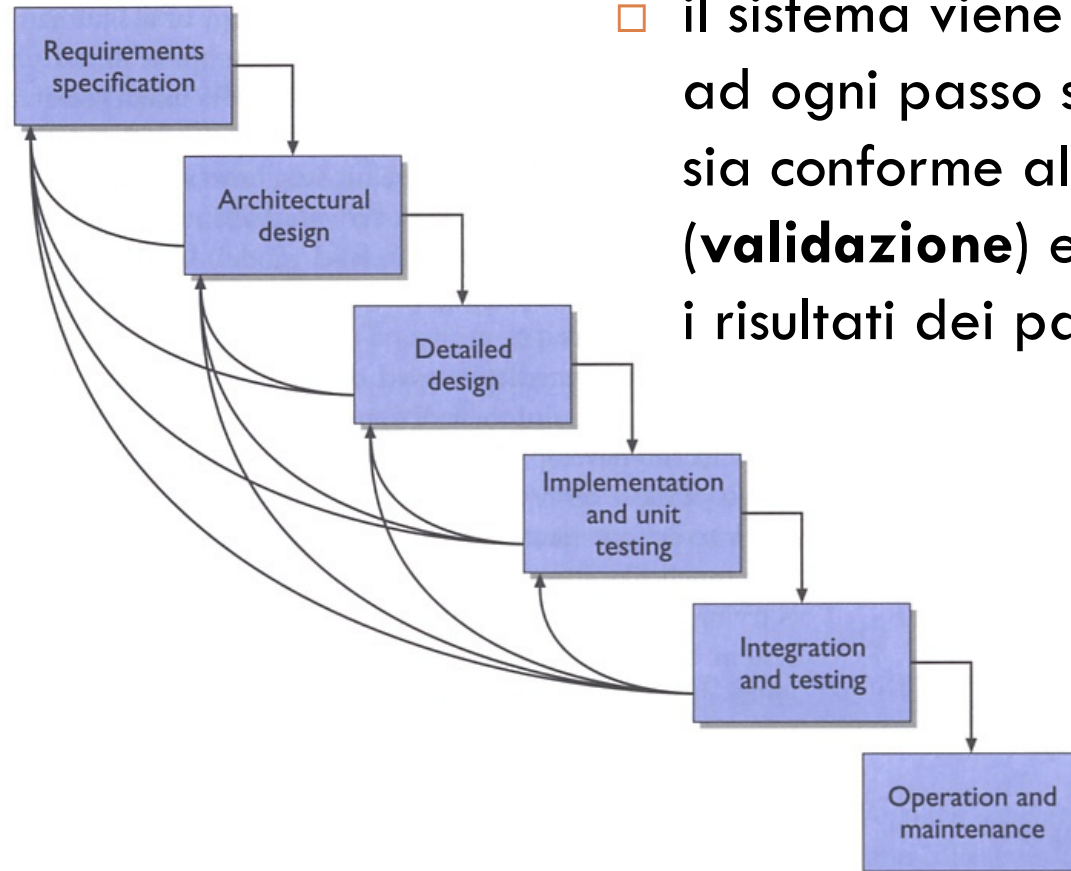 Requirements
specification
Architectural
design
Detailed
design
Implementation
and unit
testing
Integration
and testing
Operation and
maintenance
il sistema viene
ad ogni passo s
sia conforme al
(validazione) e
i risultati dei pa